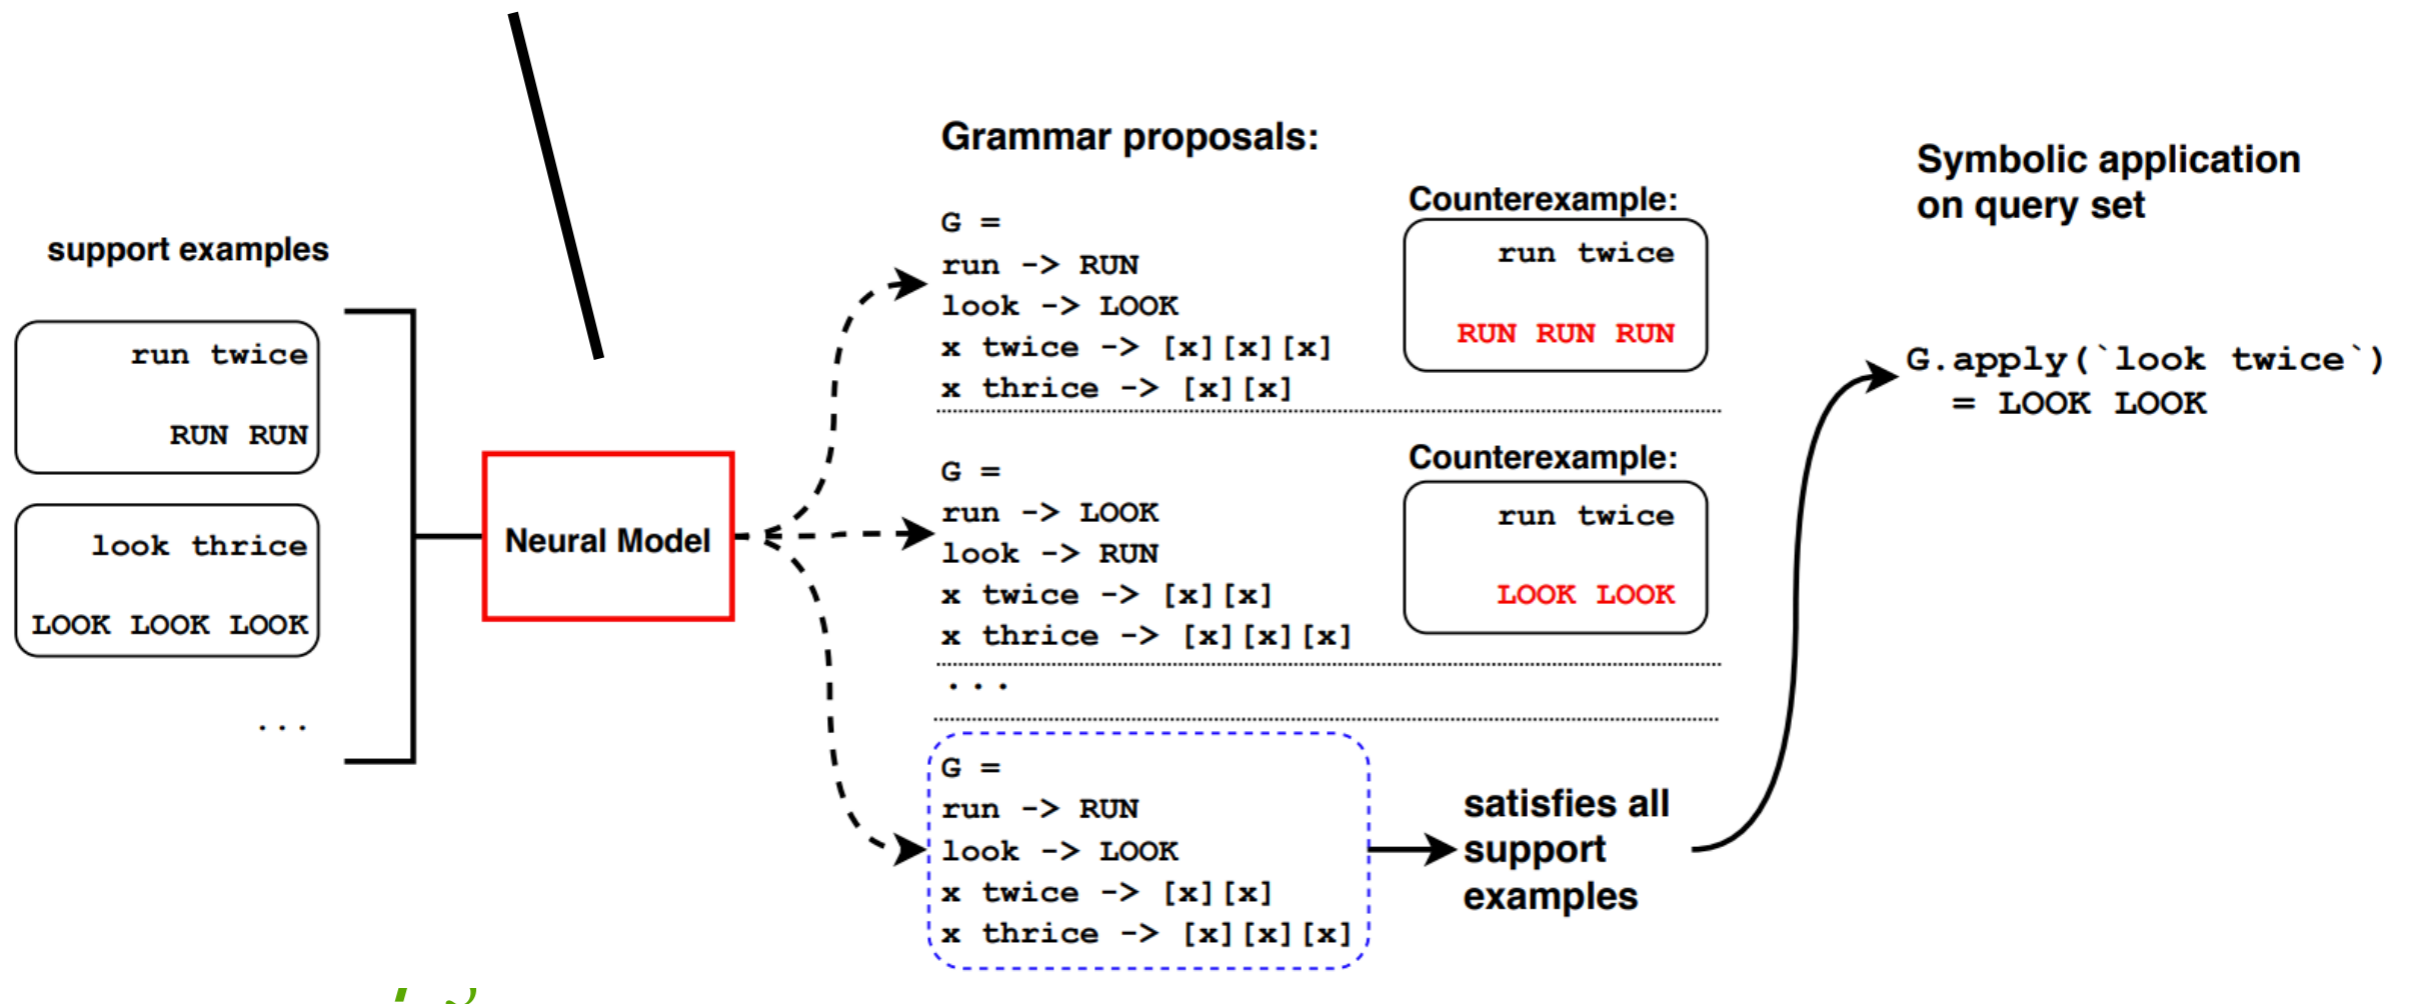 support examples
run twice
RUN RUN
look thrice
LOOK LOOK LOOK
...
Neural Model
Grammar proposals:
G =
run -> RUN
look -> LOOK
x twice -> [x][x][x]
x thrice -> [x][x]
Counterexample:
run twice
RUN RUN RUN
G =
run -> LOOK
look -> RUN
x twice -> [x][x]
x thrice -> [x][x][x]
Counterexample:
run twice
LOOK LOOK
...
G =
run -> RUN
look -> LOOK
x twice -> [x][x]
x thrice -> [x][x][x]
satisfies all
support
examples
Symbolic application
on query set
G.apply(`look twice`)
= LOOK LOOK